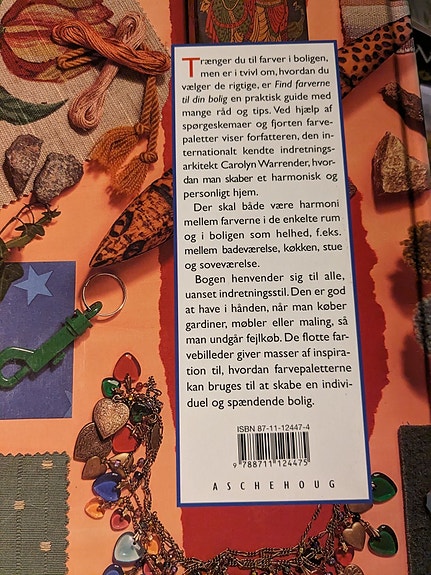 Trænger du til farver i boligen,
men er i tvivl om, hvordan du
vælger de rigtige, er Find farverne
til din bolig en praktisk guide med
mange råd og tips. Ved hjælp af
spørgeskemaer og fjorten farve-
paletter viser forfatteren, den in-
ternationalt kendte indretnings-
arkitekt Carolyn Warrender, hvor-
dan man skaber et harmonisk og
personligt hjem.
Der skal både være harmoni
mellem farverne i de enkelte rum
og i boligen som helhed, f.eks.
mellem badeværelse, køkken, stue
og soveværelse.
Bogen henvender sig til alle,
uanset indretningsstil. Den er god
at have i hånden, når man køber
gardiner, møbler eller maling, så
man undgår fejlkøb. De flotte far-
vebilleder giver masser af inspira-
tion til, hvordan farvepaletterne
kan bruges til at skabe en indivi-
duel og spændende bolig.
ISBN 87-11-12447-4
9 788711 124475
ASCHEHOUG